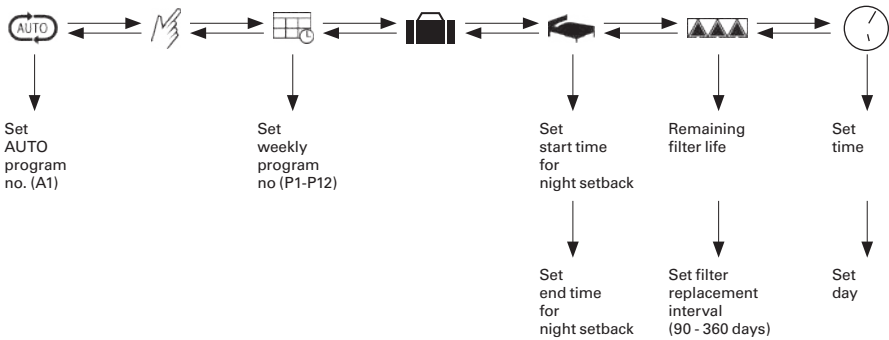 AUTO
Set
AUTO
program
no. (A1)
Set
weekly
program
no (P1-P12)
Set
start time
for
night setback
Remaining
filter life
Set
time
Set
end time
for
night setback
Set filter
replacement
interval
(90 - 360 days)
Set
day